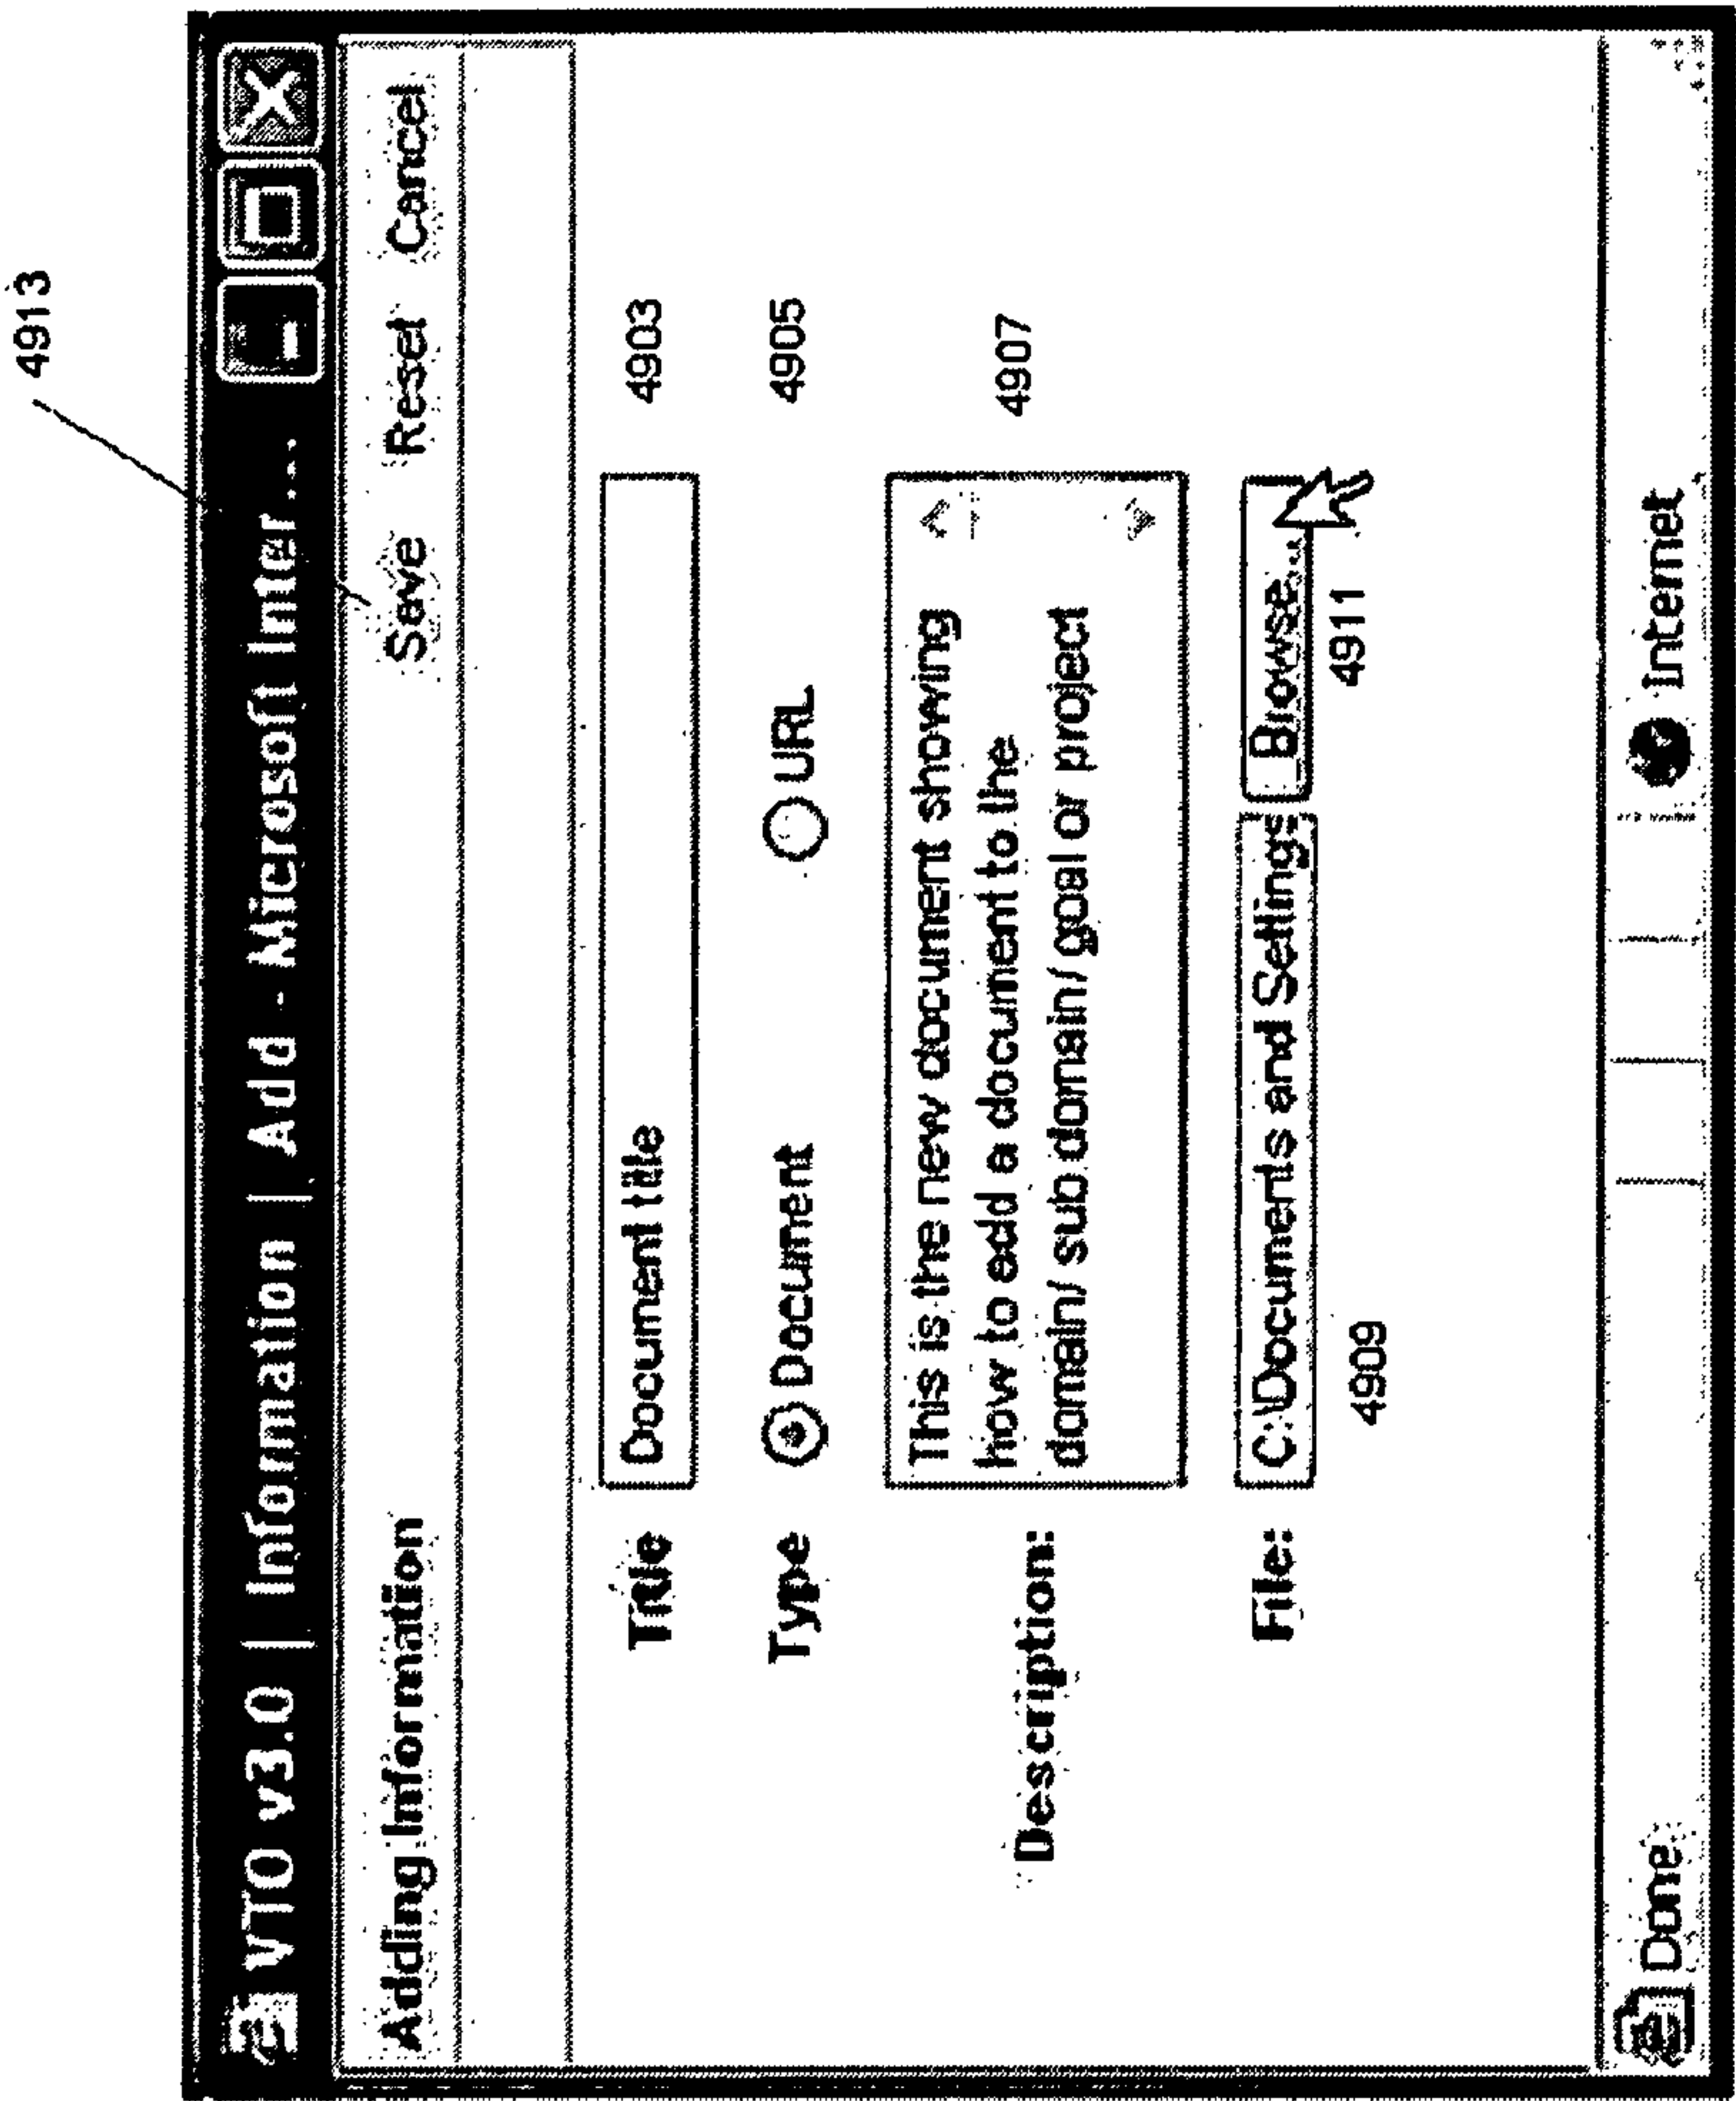 4913
VTO v3.0 | Information | Add - Microsoft Inter...
Adding Information Save Reset Cancel
Title Document title 4903
Type Document URL 4905
Description: This is the new document showing
how to add a document to the
domain/ sub domain/ goal or project
4907
File: C:\Documents and Settings Browse...
4909 4911
Done Internet